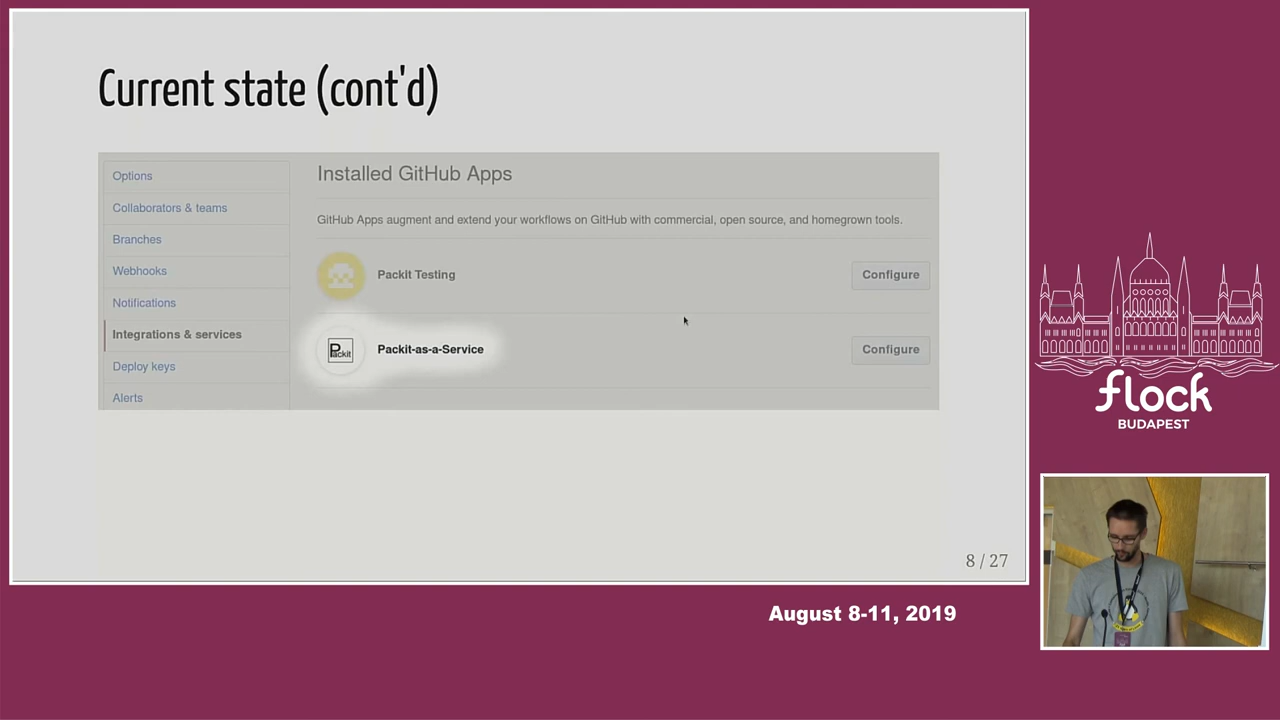 Current state (cont'd)
Options
Collaborators & teams
Branches
Webhooks
Notifications
Integrations & services
Deploy keys
Alerts
Installed GitHub Apps
GitHub Apps augment and extend your workflows on GitHub with commercial, open source, and homegrown tools.
Packit Testing
Configure
Packit
Packit-as-a-Service
Configure
8 / 27
flock
BUDAPEST
August 8-11, 2019